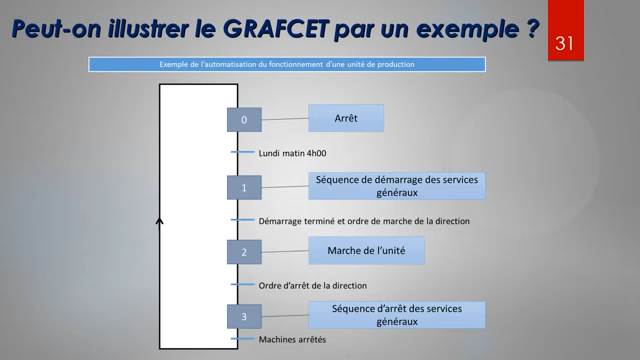 Peut-on illustrer le GRAFCET par un exemple ?
31
Exemple de l'automatisation du fonctionnement d'une unité de production
0
Arrêt
Lundi matin 4h00
1
Séquence de démarrage des services
généraux
Démarrage terminé et ordre de marche de la direction
2
Marche de l'unité
Ordre d'arrêt de la direction
3
Séquence d'arrêt des services
généraux
Machines arrêtés